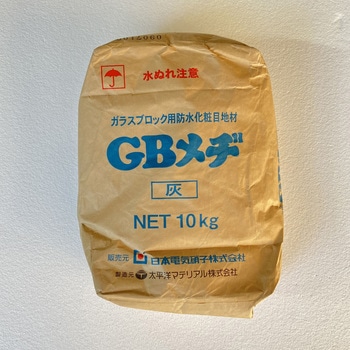 水ぬれ注意
ガラスブロック用防水化粧目地材
GBメヂ
灰
NET 10kg
販売元 日本電気硝子株式会社
製造元 太平洋マテリアル株式会社